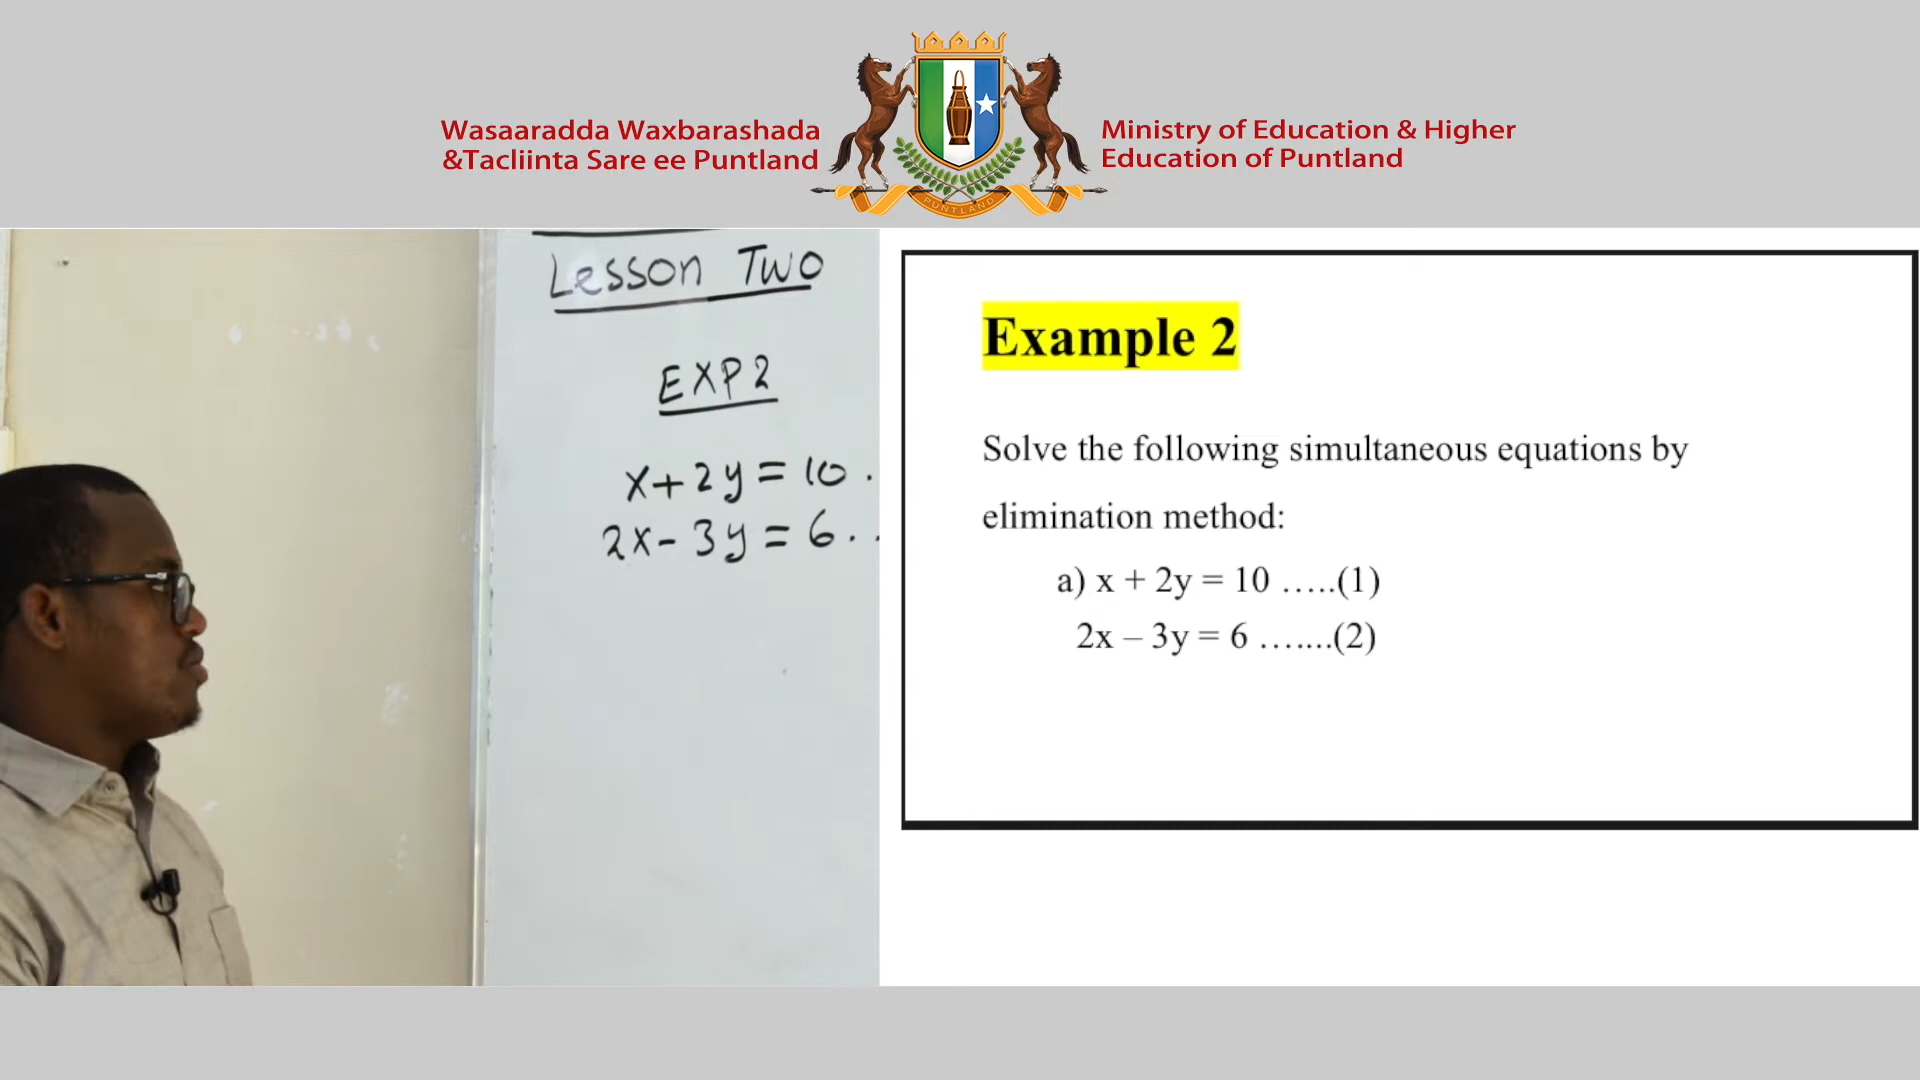 Wasaaradda Waxbarashada
&Tacliinta Sare ee Puntland
PUNTLAND
Ministry of Education & Higher
Education of Puntland
Lesson Two
EXP2
x+2y = 10 .
2x- 3y = 6 . .
Example 2
Solve the following simultaneous equations by
elimination method:
a) x + 2y = 10 …..(1)
2x – 3y = 6 …....(2)